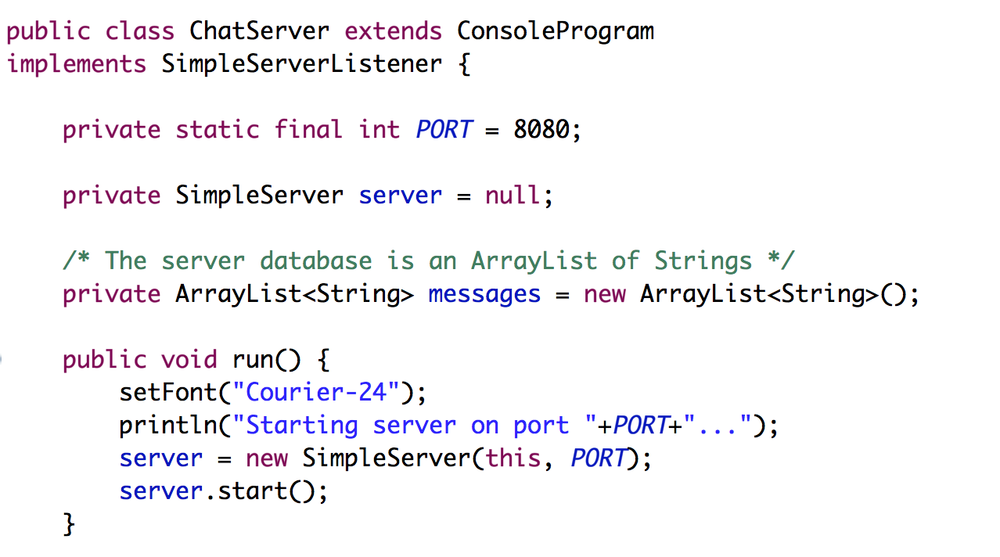 public class ChatServer extends ConsoleProgram
implements SimpleServerListener {
private static final int PORT = 8080;
private SimpleServer server = null;
/* The server database is an ArrayList of Strings */
private ArrayList<String> messages = new ArrayList<String>();
public void run() {
setFont("Courier-24");
println("Starting server on port "+PORT+"...");
server = new SimpleServer(this, PORT);
server.start();
}